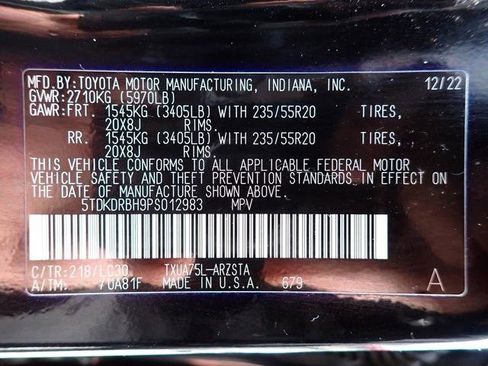 MFD.BY:TOYOTA MOTOR MANUFACTURING, INDIANA, INC. 12/22
GVWR:2710KG (5970LB)
GAWR:FRT. 1545KG (3405LB) WITH 235/55R20 TIRES,
20X8J RIMS.
RR. 1545KG (3405LB) WITH 235/55R20 TIRES,
20X8J RIMS.
THIS VEHICLE CONFORMS TO ALL APPLICABLE FEDERAL MOTOR
VEHICLE SAFETY AND THEFT PREVENTION STANDARDS IN EFFECT ON
THE DATE OF MANUFACTURE SHOWN ABOVE.
5TDKDRBH9PS012983 MPV
C/TR:218/LC30 TXUA75L-ARZSTA
A/TM: /UA81F MADE IN U.S.A. 679 A